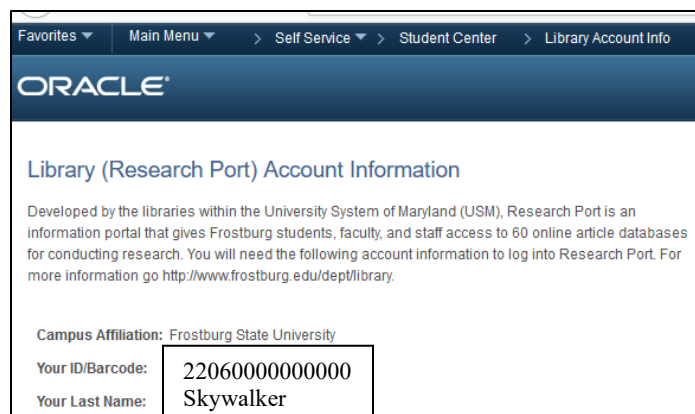 Favorites Main Menu > Self Service > Student Center > Library Account Info
ORACLE®
Library (Research Port) Account Information
Developed by the libraries within the University System of Maryland (USM), Research Port is an
information portal that gives Frostburg students, faculty, and staff access to 60 online article databases
for conducting research. You will need the following account information to log into Research Port. For
more information go http://www.frostburg.edu/dept/library.
Campus Affiliation: Frostburg State University
Your ID/Barcode: 22060000000000
Your Last Name: Skywalker